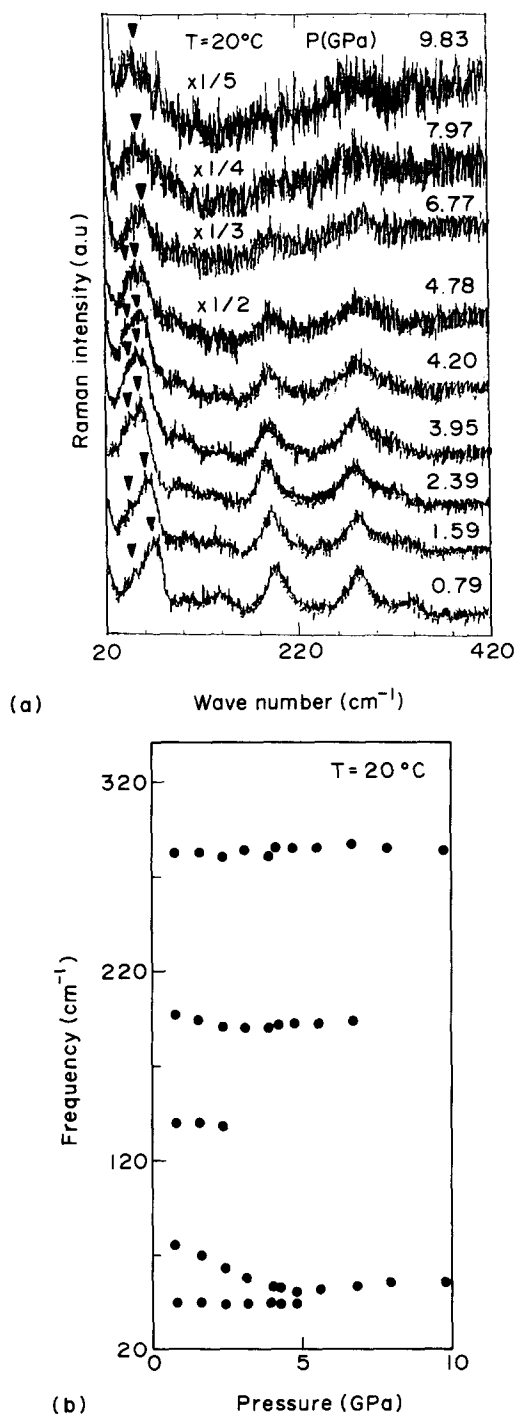 T=20°C P(GPa) 9.83
x1/5
7.97
x1/4
6.77
x1/3
4.78
x1/2
4.20
3.95
2.39
1.59
0.79
Raman intensity (a.u)
20 220 420
(a) Wave number (cm⁻¹)
T=20°C
320
220
120
20
Frequency (cm⁻¹)
0 5 10
(b) Pressure (GPa)